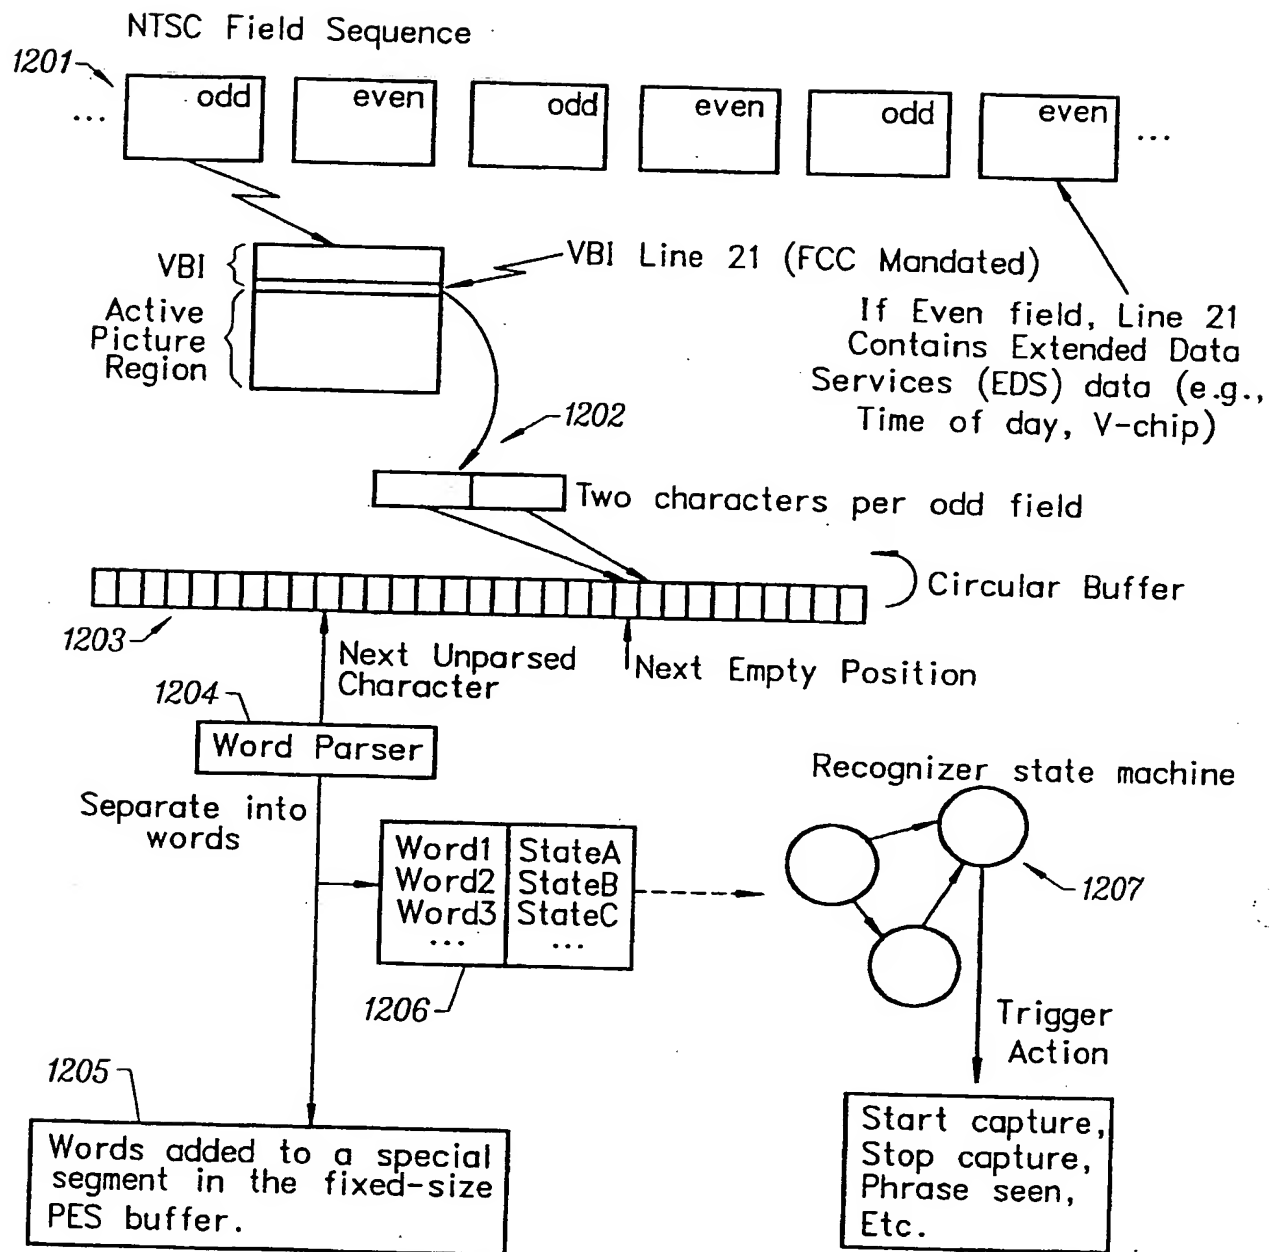 NTSC Field Sequence
1201
... odd even odd even odd even ...
VBI
VBI Line 21 (FCC Mandated)
Active
Picture
Region
If Even field, Line 21
Contains Extended Data
Services (EDS) data (e.g.,
Time of day, V-chip)
1202
Two characters per odd field
Circular Buffer
1203
Next Unparsed
Character
Next Empty Position
1204
Word Parser
Separate into
words
Recognizer state machine
Word1 StateA
Word2 StateB
Word3 StateC
... ...
1206
1207
Trigger
Action
1205
Words added to a special
segment in the fixed-size
PES buffer.
Start capture,
Stop capture,
Phrase seen,
Etc.